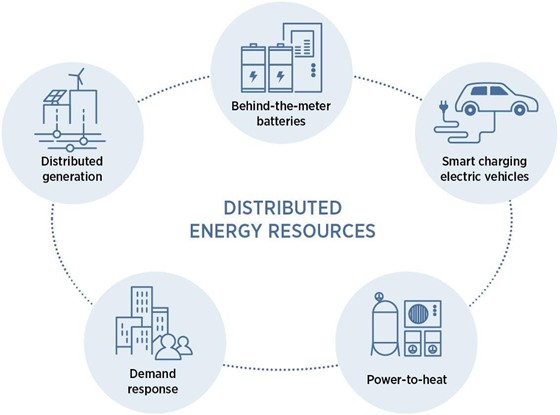 Behind-the-meter
batteries
Distributed
generation
Smart charging
electric vehicles
DISTRIBUTED
ENERGY RESOURCES
Demand
response
Power-to-heat